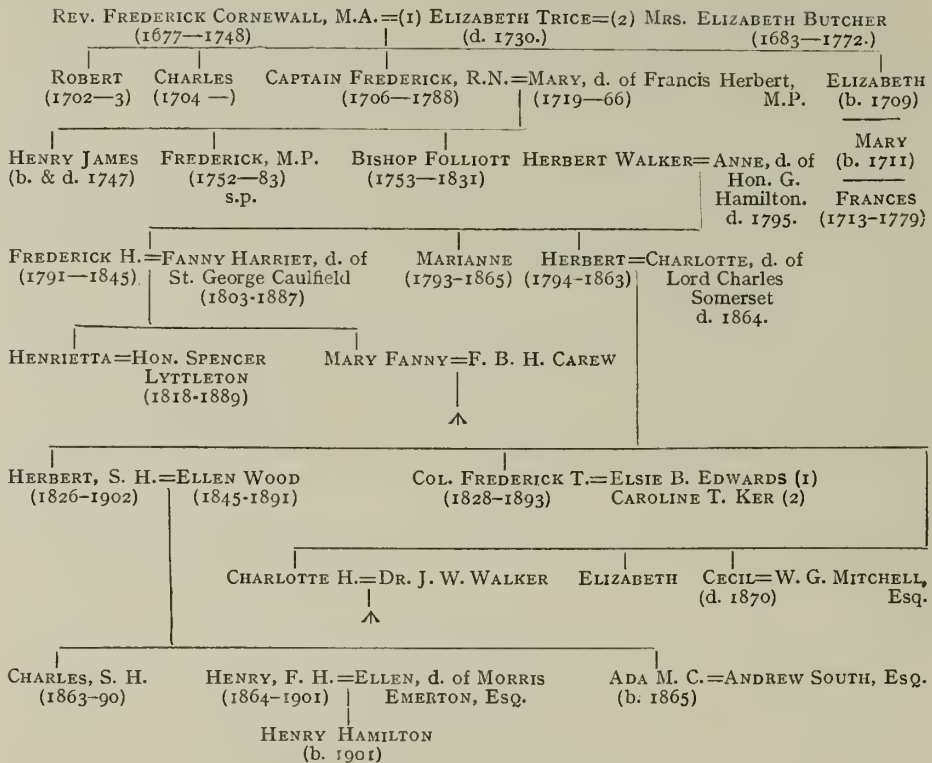 REV. FREDERICK CORNEWALL, M.A.=(1) ELIZABETH TRICE=(2) MRS. ELIZABETH BUTCHER
(1677—1748) (d. 1730.) (1683—1772.)
ROBERT CHARLES CAPTAIN FREDERICK, R.N.=MARY, d. of Francis Herbert, ELIZABETH
(1702—3) (1704 —) (1706—1788) (1719—66) M.P. (b. 1709)
HENRY JAMES FREDERICK, M.P. BISHOP FOLLIOTT HERBERT WALKER=ANNE, d. of MARY
(b. & d. 1747) (1752—83) (1753—1831) Hon. G. (b. 1711)
s.p. Hamilton. FRANCES
d. 1795. (1713-1779)
FREDERICK H.=FANNY HARRIET, d. of MARIANNE HERBERT=CHARLOTTE, d. of
(1791—1845) St. George Caulfield (1793-1865) (1794-1863) Lord Charles
(1803-1887) Somerset
d. 1864.
HENRIETTA=HON. SPENCER MARY FANNY=F. B. H. CAREW
LYTTLETON
(1818-1889)
HERBERT, S. H.=ELLEN WOOD COL. FREDERICK T.=ELSIE B. EDWARDS (1)
(1826-1902) (1845-1891) (1828-1893) CAROLINE T. KER (2)
CHARLOTTE H.=DR. J. W. WALKER ELIZABETH CECIL=W. G. MITCHELL,
(d. 1870) Esq.
CHARLES, S. H. HENRY, F. H.=ELLEN, d. of MORRIS ADA M. C.=ANDREW SOUTH, ESQ.
(1863-90) (1864-1901) EMERTON, ESQ. (b. 1865)
HENRY HAMILTON
(b. 1901)